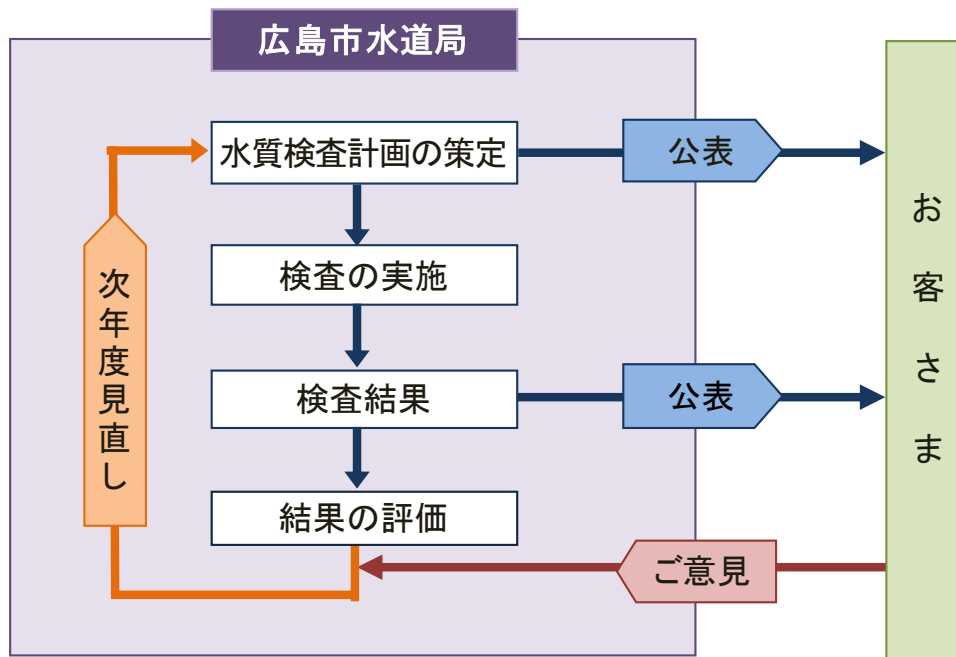 広島市水道局
水質検査計画の策定
公表
検査の実施
検査結果
公表
結果の評価
ご意見
次年度見直し
お客さま